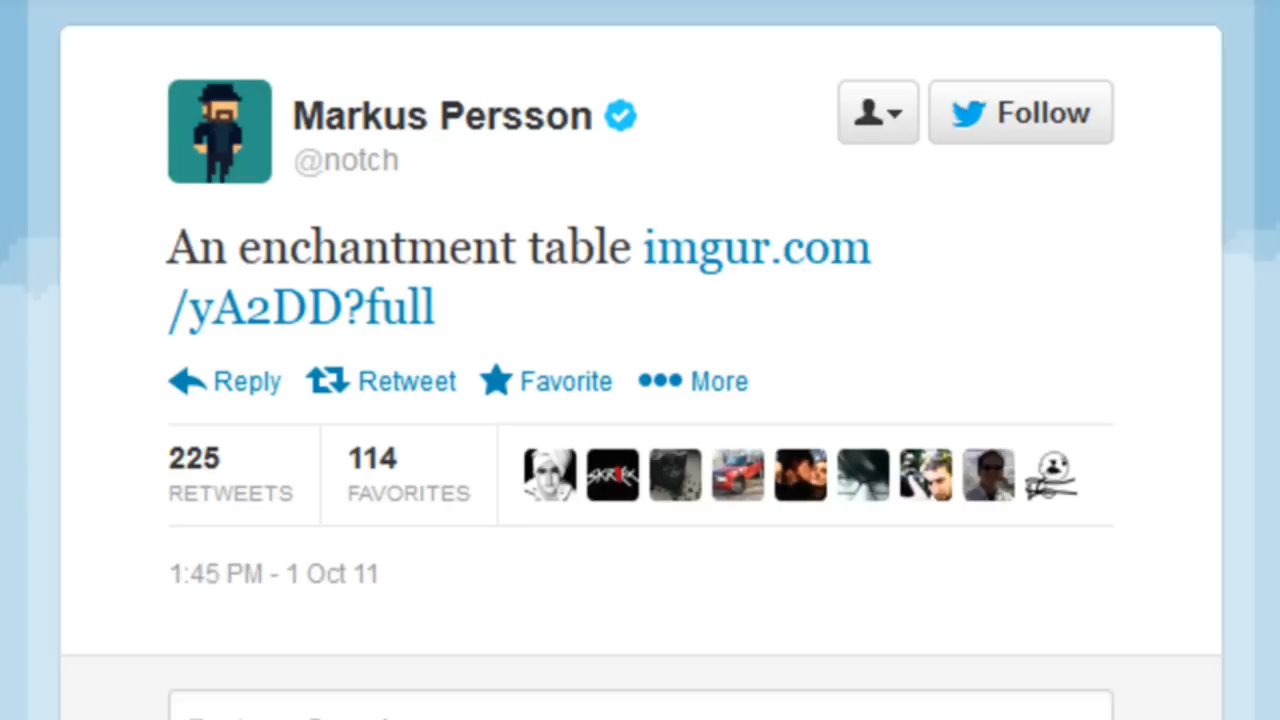 Markus Persson
@notch
Follow
An enchantment table imgur.com
/yA2DD?full
Reply Retweet Favorite More
225 114
RETWEETS FAVORITES
SKRILLEX
1:45 PM - 1 Oct 11